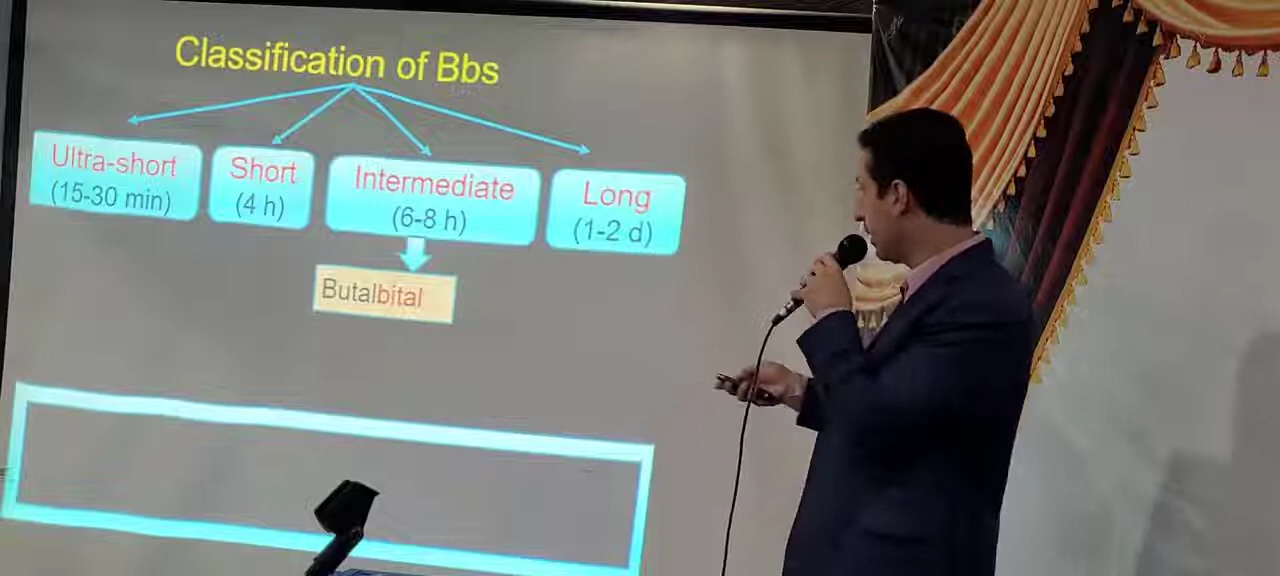 Classification of Bbs
Ultra-short
(15-30 min)
Short
(4 h)
Intermediate
(6-8 h)
Long
(1-2 d)
Butalbital